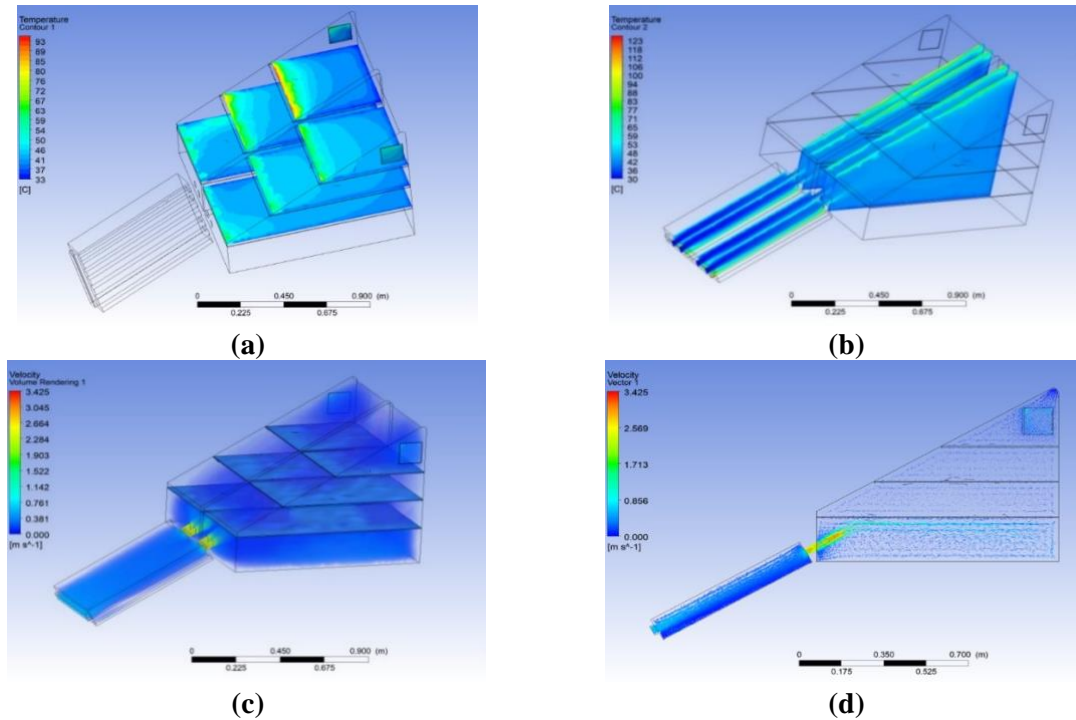 Temperature
Contour 1
93
89
85
80
76
72
67
63
59
54
50
46
41
37
33
[C]
0 0.450 0.900 (m)
0.225 0.675
(a)
Temperature
Contour 2
123
118
112
106
100
94
88
83
77
71
65
59
53
48
42
36
30
[C]
0 0.450 0.900 (m)
0.225 0.675
(b)
Velocity
Volume Rendering 1
3.425
3.045
2.664
2.284
1.903
1.522
1.142
0.761
0.381
0.000
[m s^-1]
0 0.450 0.900 (m)
0.225 0.675
(c)
Velocity
Vector 1
3.425
2.569
1.713
0.856
0.000
[m s^-1]
0 0.350 0.700 (m)
0.175 0.525
(d)